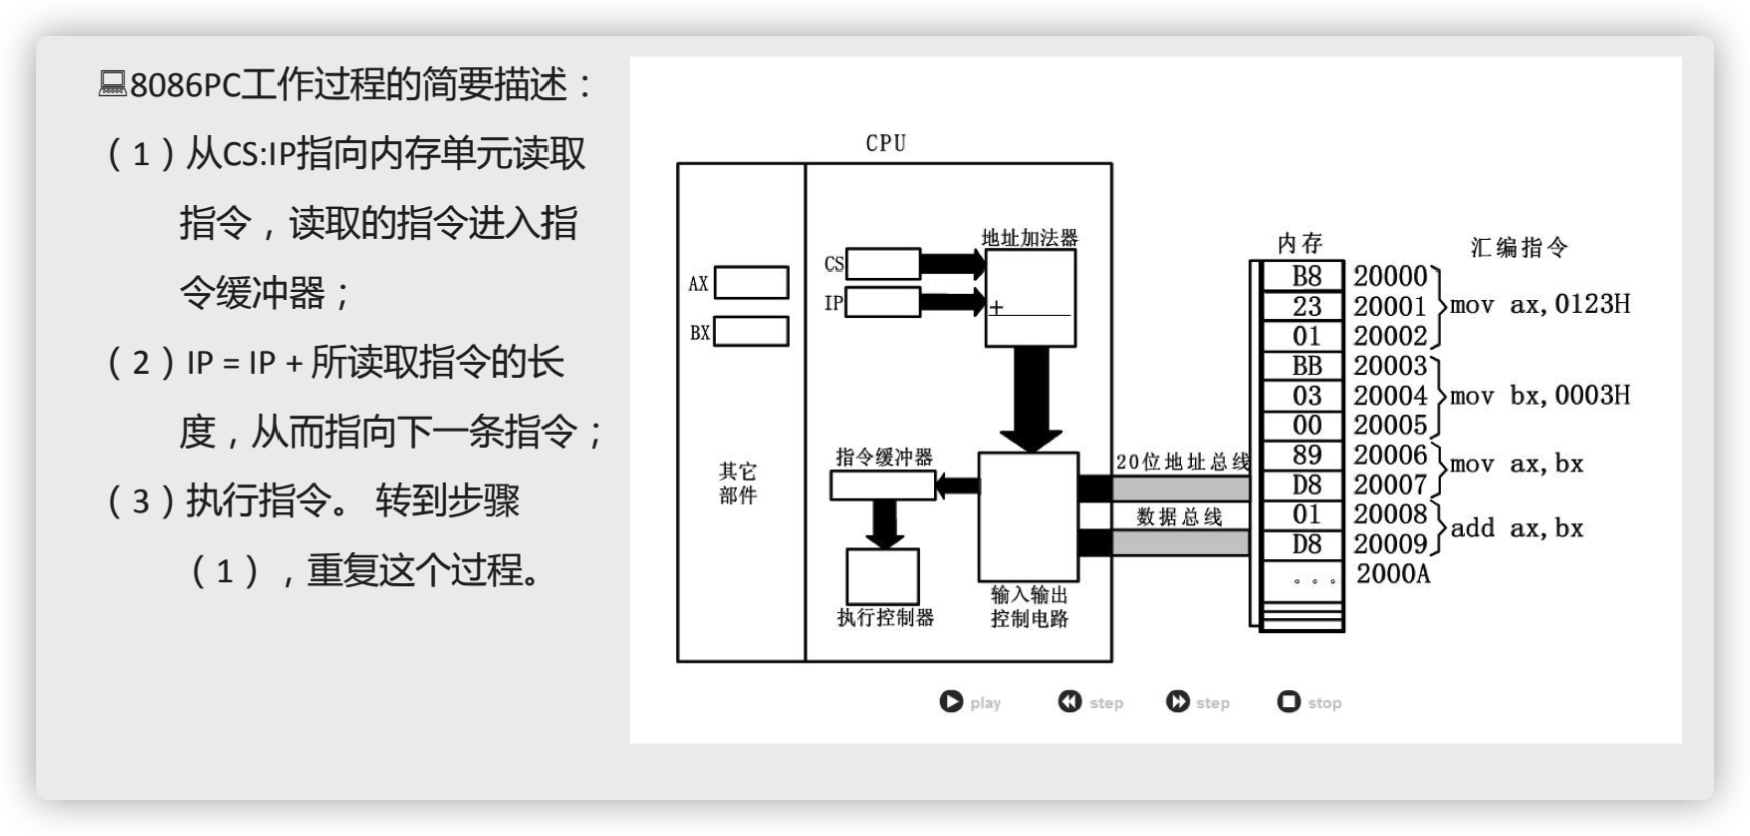 8086PC工作过程的简要描述：
（1）从CS:IP指向内存单元读取
指令，读取的指令进入指
令缓冲器；
（2）IP = IP + 所读取指令的长
度，从而指向下一条指令；
（3）执行指令。 转到步骤
（1），重复这个过程。
CPU
地址加法器
CS
IP
+
AX
BX
其它
部件
指令缓冲器
执行控制器
输入输出
控制电路
20位地址总线
数据总线
内存
汇编指令
B8 20000
23 20001 mov ax,0123H
01 20002
BB 20003
03 20004 mov bx,0003H
00 20005
89 20006 mov ax,bx
D8 20007
01 20008 add ax,bx
D8 20009
。。。 2000A
play step step stop